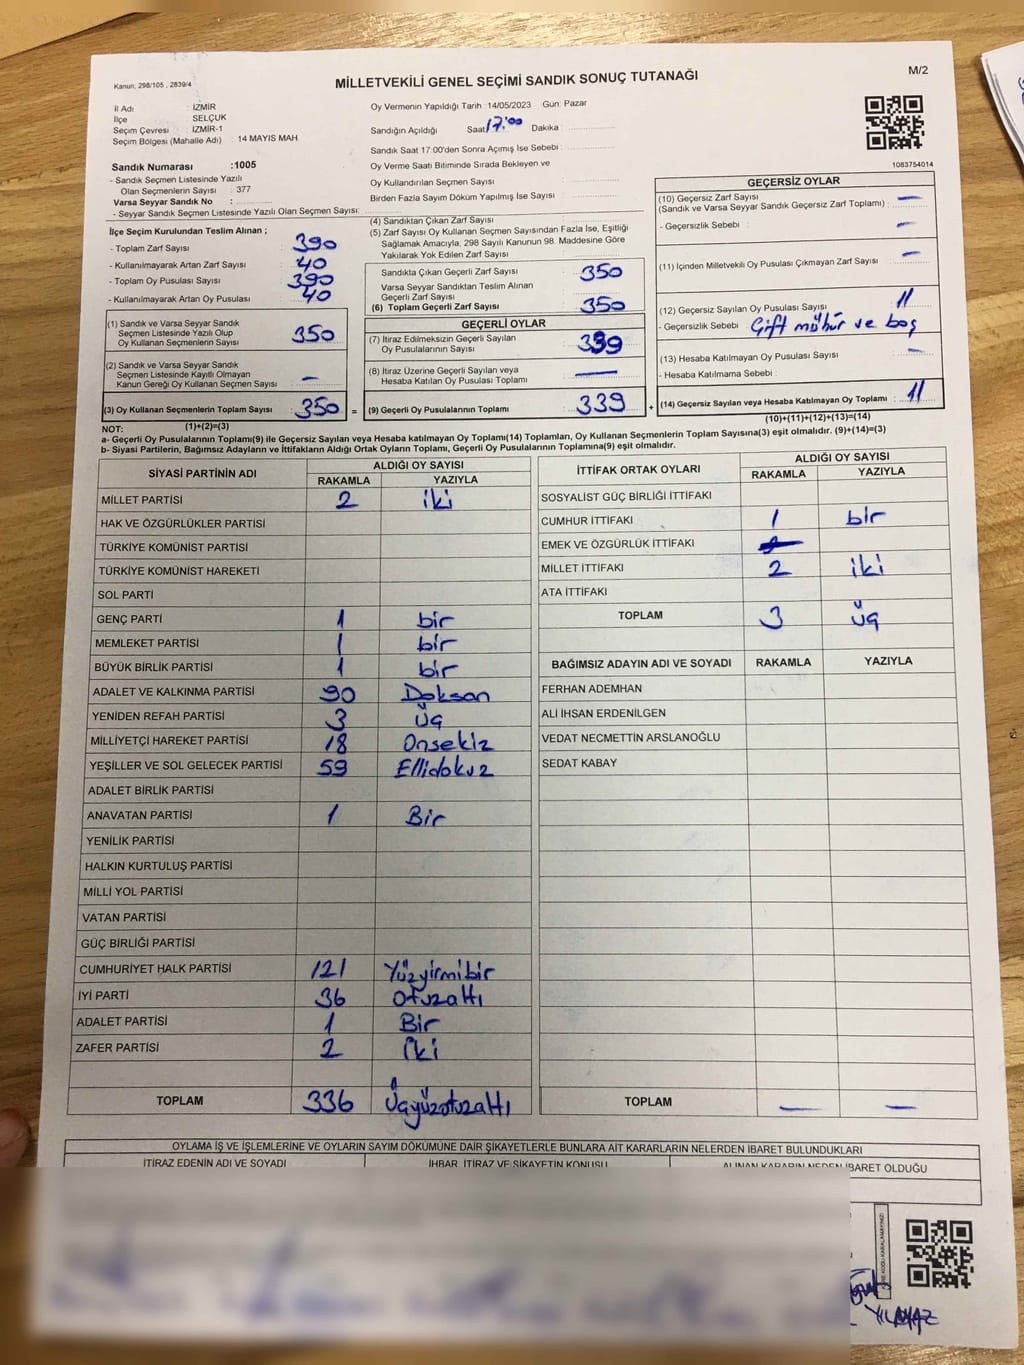 MİLLETVEKİLİ GENEL SEÇİMİ SANDIK SONUÇ TUTANAĞI
M/2
Kanun: 298/105 , 2839/4
İl Adı : İZMİR
İlçe SELÇUK
Seçim Çevresi : İZMİR-1
Seçim Bölgesi (Mahalle Adı) : 14 MAYIS MAH.
Sandık Numarası :1005
- Sandık Seçmen Listesinde Yazılı
Olan Seçmenlerin Sayısı : 377
Varsa Seyyar Sandık No :
- Seyyar Sandık Seçmen Listesinde Yazılı Olan Seçmen Sayısı:
Oy Vermenin Yapıldığı Tarih :14/05/2023 Gün: Pazar
Sandığın Açıldığı Saat: 17:00 Dakika :
Sandık Saat 17:00'den Sonra Açımış İse Sebebi :
Oy Verme Saati Bitiminde Sırada Bekleyen ve
Oy Kullandırılan Seçmen Sayısı
Birden Fazla Sayım Döküm Yapılmış İse Sayısı :
1083754014
İlçe Seçim Kurulundan Teslim Alınan ;
- Toplam Zarf Sayısı : 390
- Kullanılmayarak Artan Zarf Sayısı : 40
- Toplam Oy Pusulası : 390
- Kullanılmayarak Artan Oy Pusulası : 40
(4) Sandıktan Çıkan Zarf Sayısı
(5) Zarf Sayısı Oy Kullanan Seçmen Sayısından Fazla İse, Eşitliği
Sağlamak Amacıyla, 298 Sayılı Kanunun 98. Maddesine Göre
Yakılarak Yok Edilen Zarf Sayısı :
Sandıkta Çıkan Geçerli Zarf Sayısı : 350
Varsa Seyyar Sandıktan Teslim Alınan
Geçerli Zarf Sayısı :
(6) Toplam Geçerli Zarf Sayısı : 350
GEÇERSİZ OYLAR
(10) Geçersiz Zarf Sayısı
(Sandık ve Varsa Seyyar Sandık Geçersiz Zarf Toplamı) : —
- Geçersizlik Sebebi : —
(11) İçinden Milletvekili Oy Pusulası Çıkmayan Zarf Sayısı : —
(12) Geçersiz Sayılan Oy Pusulası Sayısı : 11
- Geçersizlik Sebebi : Çift mühür ve boş
(13) Hesaba Katılmayan Oy Pusulası Sayısı : —
- Hesaba Katılmama Sebebi :
(14) Geçersiz Sayılan veya Hesaba Katılmayan Oy Toplamı : 11
(10)+(11)+(12)+(13)=(14)
(1) Sandık ve Varsa Seyyar Sandık
Seçmen Listesinde Yazılı Olup
Oy Kullanan Seçmenlerin Sayısı : 350
(2) Sandık ve Varsa Seyyar Sandık
Seçmen Listesinde Kayıtlı Olmayan
Kanun Gereği Oy Kullanan Seçmen Sayısı : —
(3) Oy Kullanan Seçmenlerin Toplam Sayısı : 350 =
GEÇERLİ OYLAR
(7) İtiraz Edilmeksizin Geçerli Sayılan
Oy Pusulalarının Sayısı : 339
(8) İtiraz Üzerine Geçerli Sayılan veya
Hesaba Katılan Oy Pusulası Toplamı : —
(9) Geçerli Oy Pusulalarının Toplamı : 339 +
NOT: (1)+(2)=(3)
a- Geçerli Oy Pusulalarının Toplamı(9) ile Geçersiz Sayılan veya Hesaba katılmayan Oy Toplamı(14) Toplamları, Oy Kullanan Seçmenlerin Toplam Sayısına(3) eşit olmalıdır. (9)+(14)=(3)
b- Siyasi Partilerin, Bağımsız Adayların ve İttifakların Aldığı Ortak Oyların Toplamı, Geçerli Oy Pusulalarının Toplamına(9) eşit olmalıdır.
SİYASİ PARTİNİN ADI ALDIĞI OY SAYISI
RAKAMLA YAZIYLA
MİLLET PARTİSİ 2 iki
HAK VE ÖZGÜRLÜKLER PARTİSİ
TÜRKİYE KOMÜNİST PARTİSİ
TÜRKİYE KOMÜNİST HAREKETİ
SOL PARTİ
GENÇ PARTİ 1 bir
MEMLEKET PARTİSİ 1 bir
BÜYÜK BİRLİK PARTİSİ 1 bir
ADALET VE KALKINMA PARTİSİ 90 Doksan
YENİDEN REFAH PARTİSİ 3 Üç
MİLLİYETÇİ HAREKET PARTİSİ 18 Onsekiz
YEŞİLLER VE SOL GELECEK PARTİSİ 59 Ellidokuz
ADALET BİRLİK PARTİSİ
ANAVATAN PARTİSİ 1 Bir
YENİLİK PARTİSİ
HALKIN KURTULUŞ PARTİSİ
MİLLİ YOL PARTİSİ
VATAN PARTİSİ
GÜÇ BİRLİĞİ PARTİSİ
CUMHURİYET HALK PARTİSİ 121 Yüzyirmibir
İYİ PARTİ 36 Otuzaltı
ADALET PARTİSİ 1 Bir
ZAFER PARTİSİ 2 İki
TOPLAM 336 Üçyüzotuzaltı
İTTİFAK ORTAK OYLARI ALDIĞI OY SAYISI
RAKAMLA YAZIYLA
SOSYALİST GÜÇ BİRLİĞİ İTTİFAKI
CUMHUR İTTİFAKI 1 bir
EMEK VE ÖZGÜRLÜK İTTİFAKI
MİLLET İTTİFAKI 2 iki
ATA İTTİFAKI
TOPLAM 3 Üç
BAĞIMSIZ ADAYIN ADI VE SOYADI RAKAMLA YAZIYLA
FERHAN ADEMHAN
ALİ İHSAN ERDENİLGEN
VEDAT NECMETTİN ARSLANOĞLU
SEDAT KABAY
TOPLAM — —
OYLAMA İŞ VE İŞLEMLERİNE VE OYLARIN SAYIM DÖKÜMÜNE DAİR ŞİKAYETLERLE BUNLARA AİT KARARLARIN NELERDEN İBARET BULUNDUKLARI
İTİRAZ EDENİN ADI VE SOYADI İHBAR, İTİRAZ VE ŞİKAYETİN KONUSU ALINAN KARARIN NEDEN İBARET OLDUĞU
YILMAZ